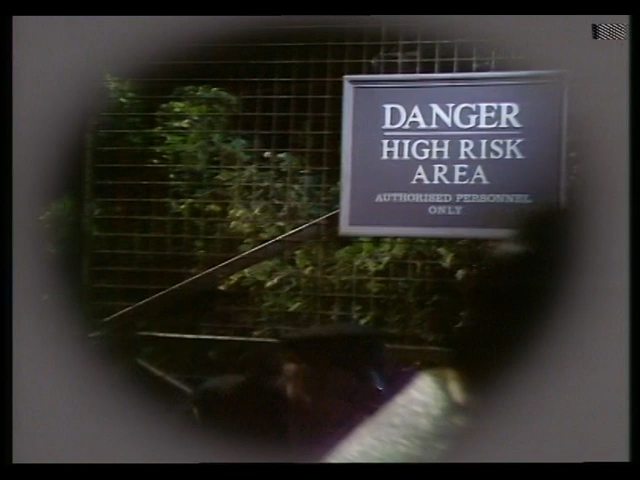 DANGER
HIGH RISK
AREA
AUTHORISED PERSONNEL
ONLY